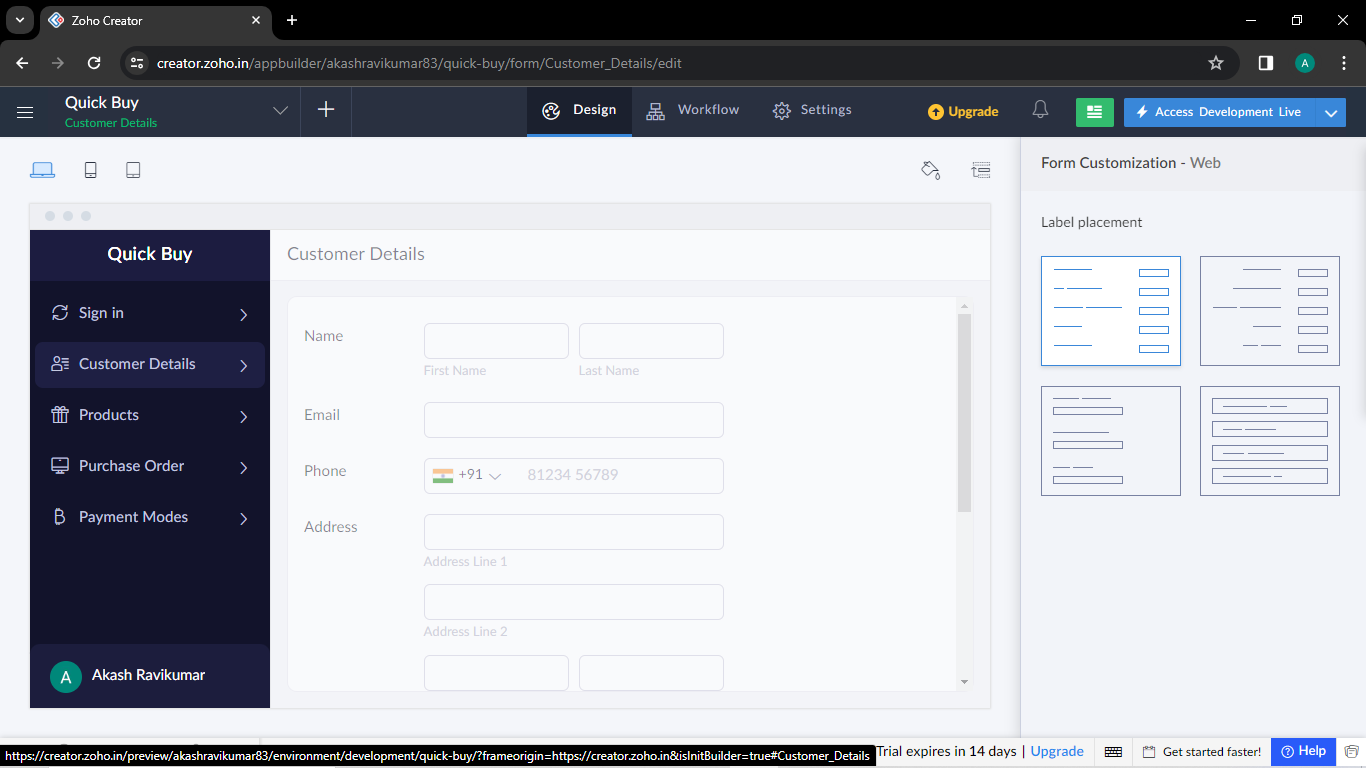 Zoho Creator
creator.zoho.in/appbuilder/akashravikumar83/quick-buy/form/Customer_Details/edit
A
Quick Buy
Customer Details
Design
Workflow
Settings
Upgrade
Access Development Live
Form Customization - Web
Label placement
Quick Buy
Sign in
Customer Details
Products
Purchase Order
Payment Modes
A
Akash Ravikumar
Customer Details
Name
First Name
Last Name
Email
Phone
+91
81234 56789
Address
Address Line 1
Address Line 2
https://creator.zoho.in/preview/akashravikumar83/environment/development/quick-buy/?frameorigin=https://creator.zoho.in&isInitBuilder=true#Customer_Details
Trial expires in 14 days | Upgrade
Get started faster!
Help